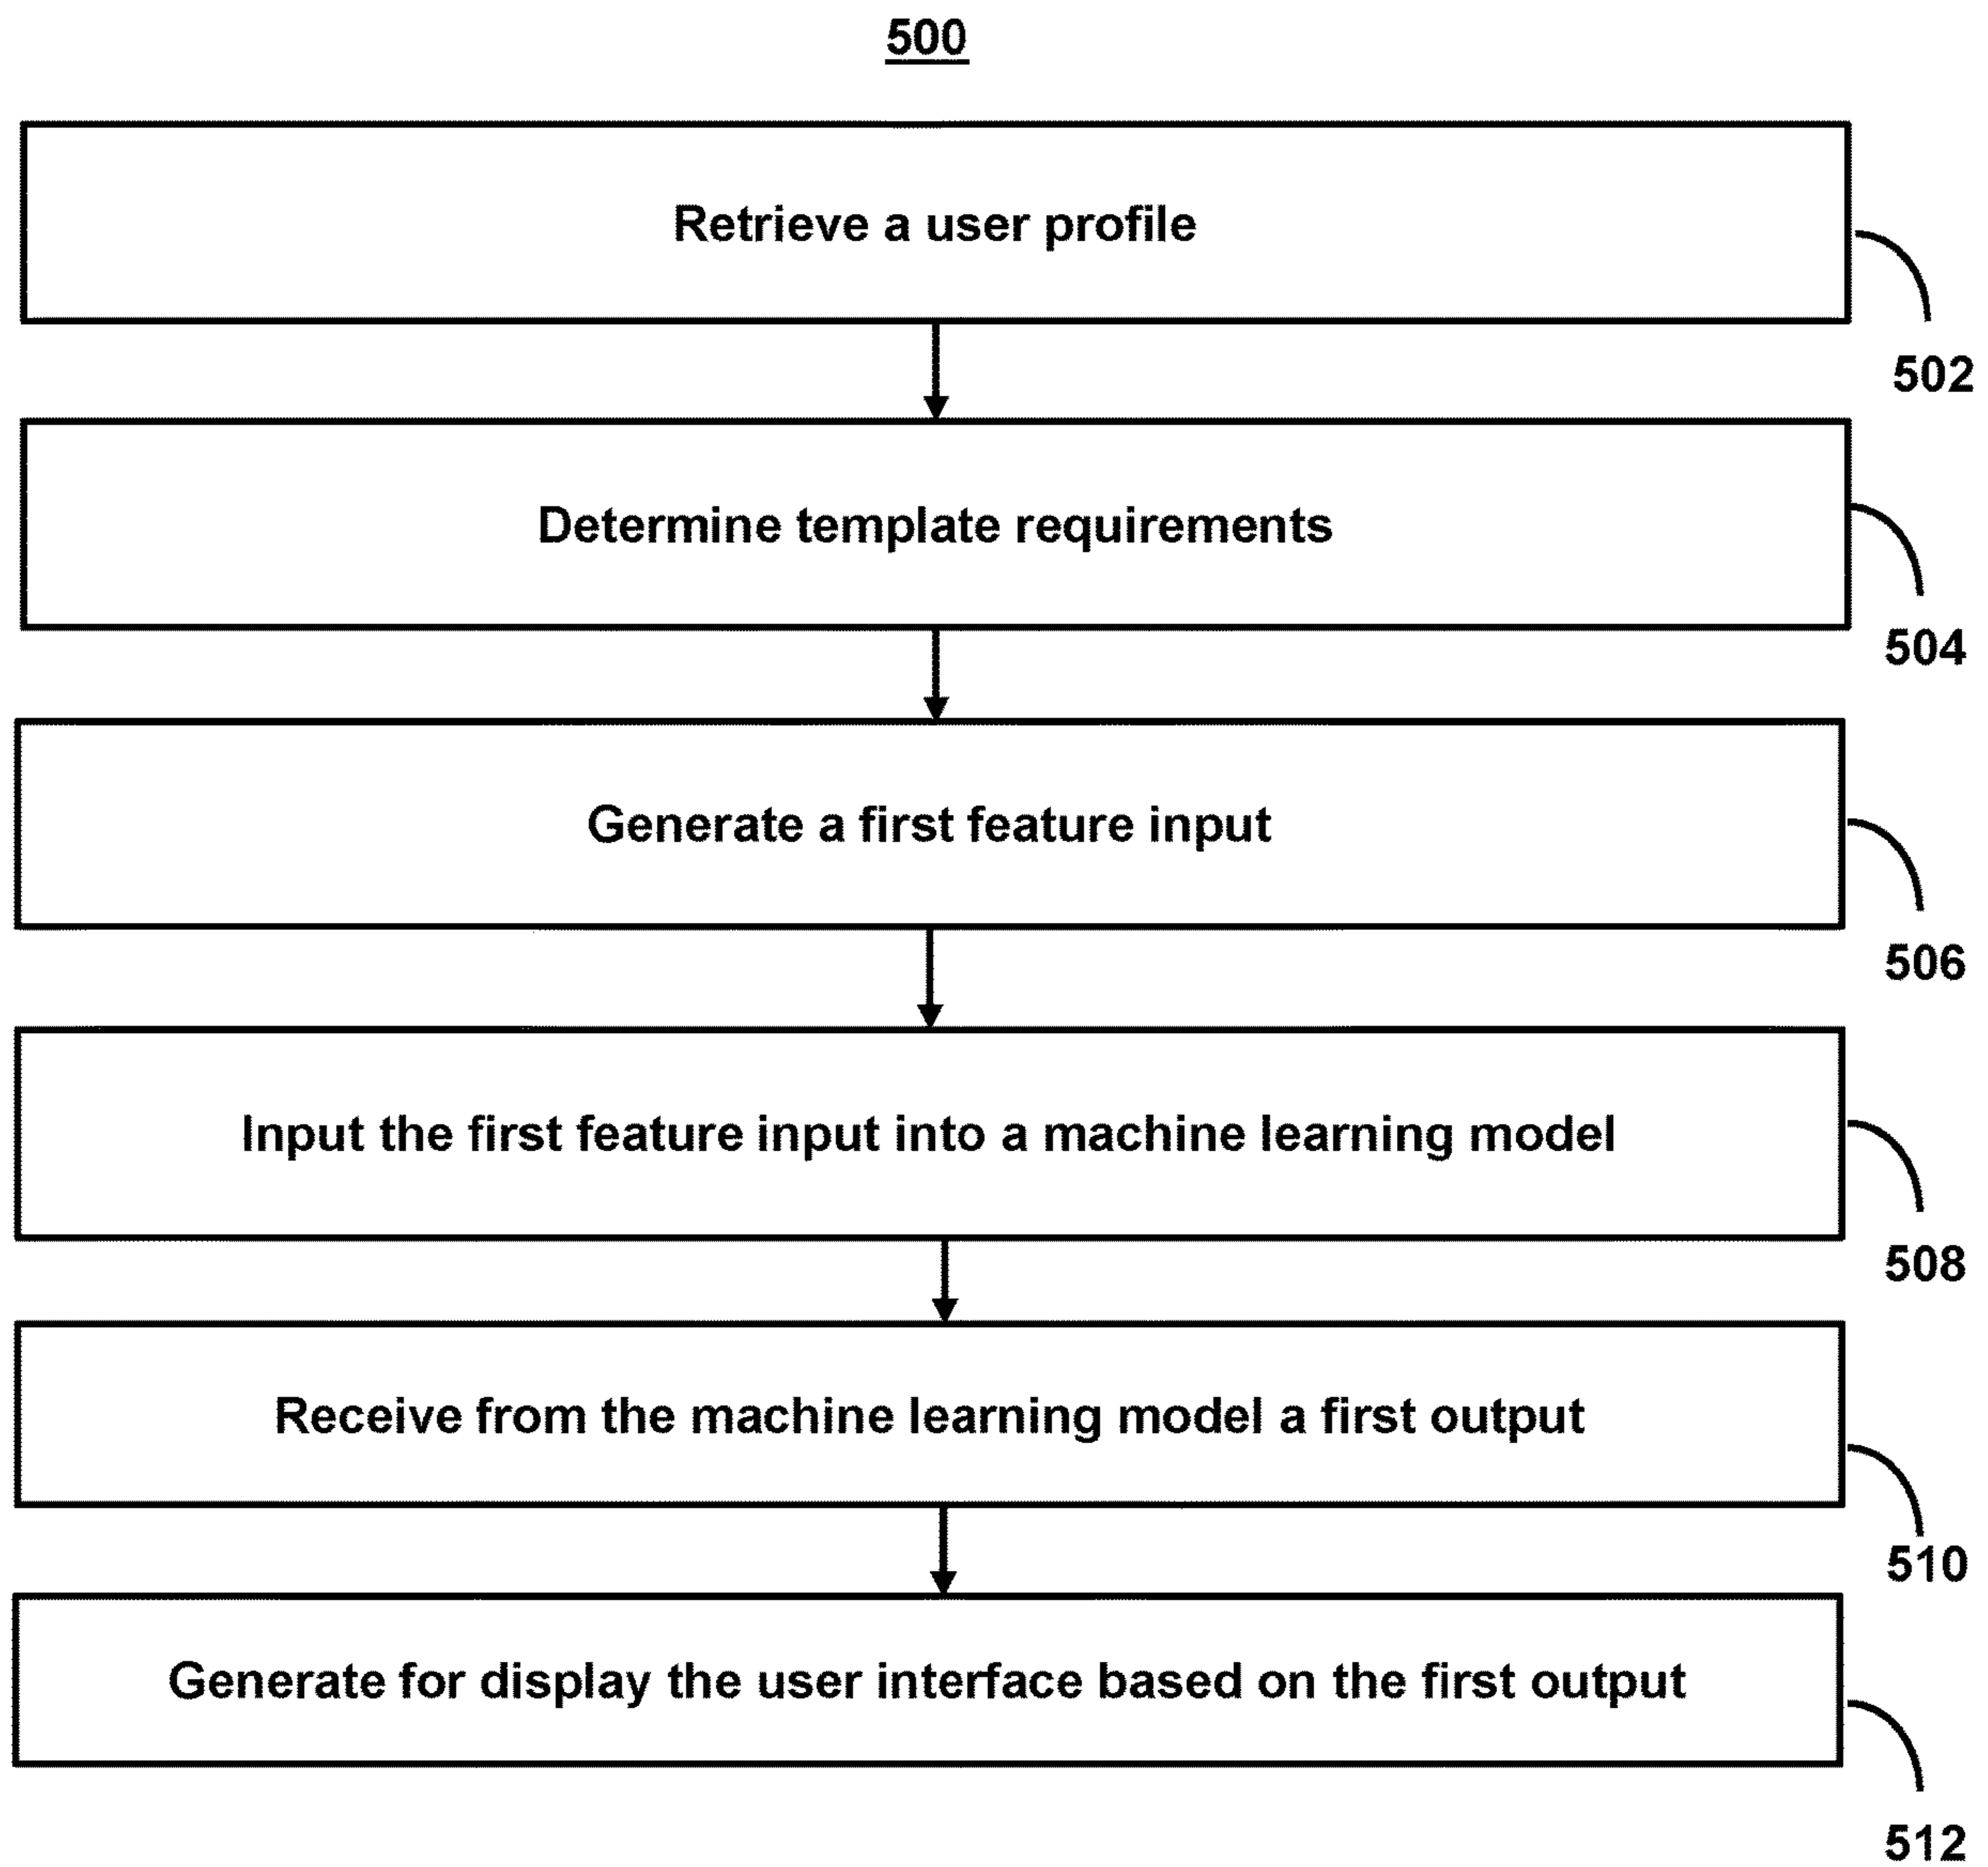 500
Retrieve a user profile
502
Determine template requirements
504
Generate a first feature input
506
Input the first feature input into a machine learning model
508
Receive from the machine learning model a first output
510
Generate for display the user interface based on the first output
512